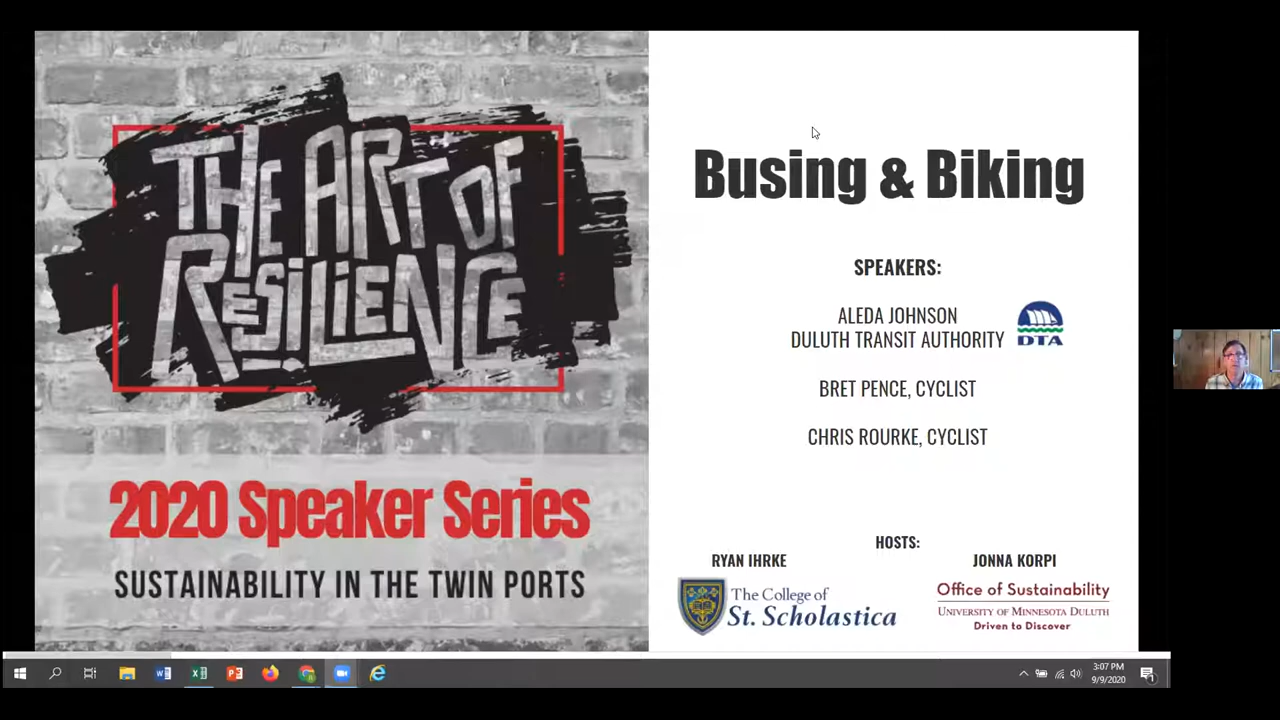 THE ART OF
RESILIENCE
2020 Speaker Series
SUSTAINABILITY IN THE TWIN PORTS
Busing & Biking
SPEAKERS:
ALEDA JOHNSON
DULUTH TRANSIT AUTHORITY
DTA
BRET PENCE, CYCLIST
CHRIS ROURKE, CYCLIST
HOSTS:
RYAN IHRKE
The College of
St. Scholastica
JONNA KORPI
Office of Sustainability
UNIVERSITY OF MINNESOTA DULUTH
Driven to Discover
3:07 PM
9/9/2020